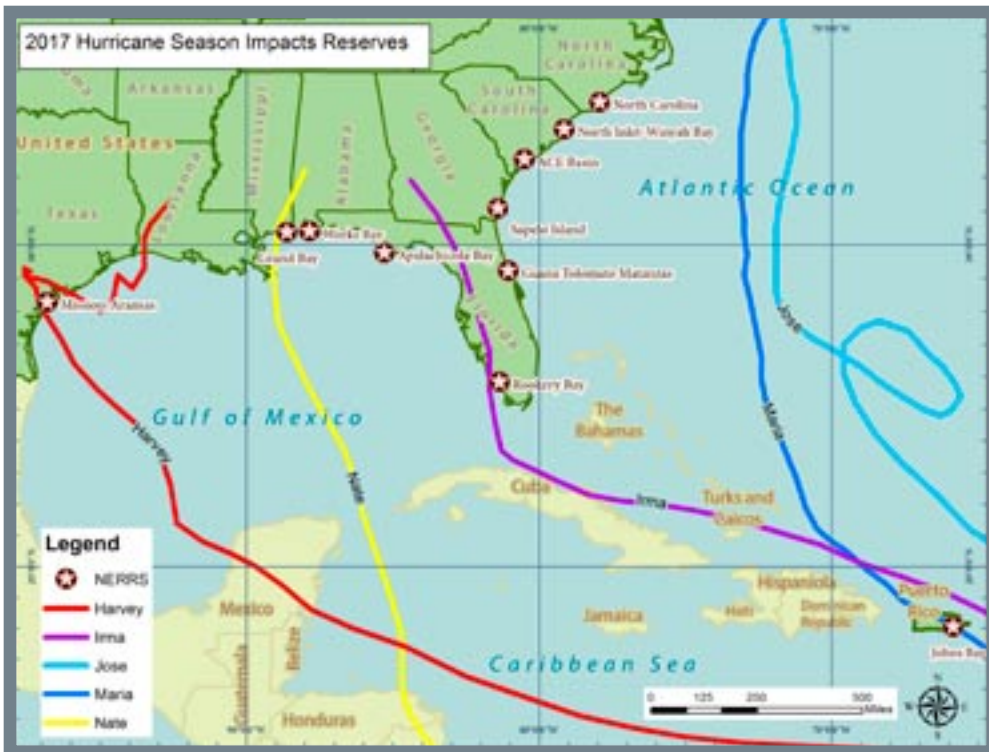 2017 Hurricane Season Impacts Reserves
North
Carolina
Arkansas
South
Carolina
North Carolina
Mississippi
Alabama
Georgia
North Inlet- Winyah Bay
United States
ACE Basin
Louisiana
Atlantic Ocean
Texas
Sapelo Island
Grand Bay
Apalachicola Bay
Guana Tolomato Matanzas
Florida
Jose
Rookery Bay
Gulf of Mexico
The
Bahamas
Maria
Harvey
Nate
Cuba
Irma
Turks and
Caicos
Legend
NERRS
Harvey
Irma
Jose
Maria
Nate
Mexico
Belize
Guatemala
Honduras
Jamaica
Hispaniola
Haiti
Dominican
Republic
Puerto
Rico
Caribbean Sea
0 125 250 500
Miles
N
W
E
S